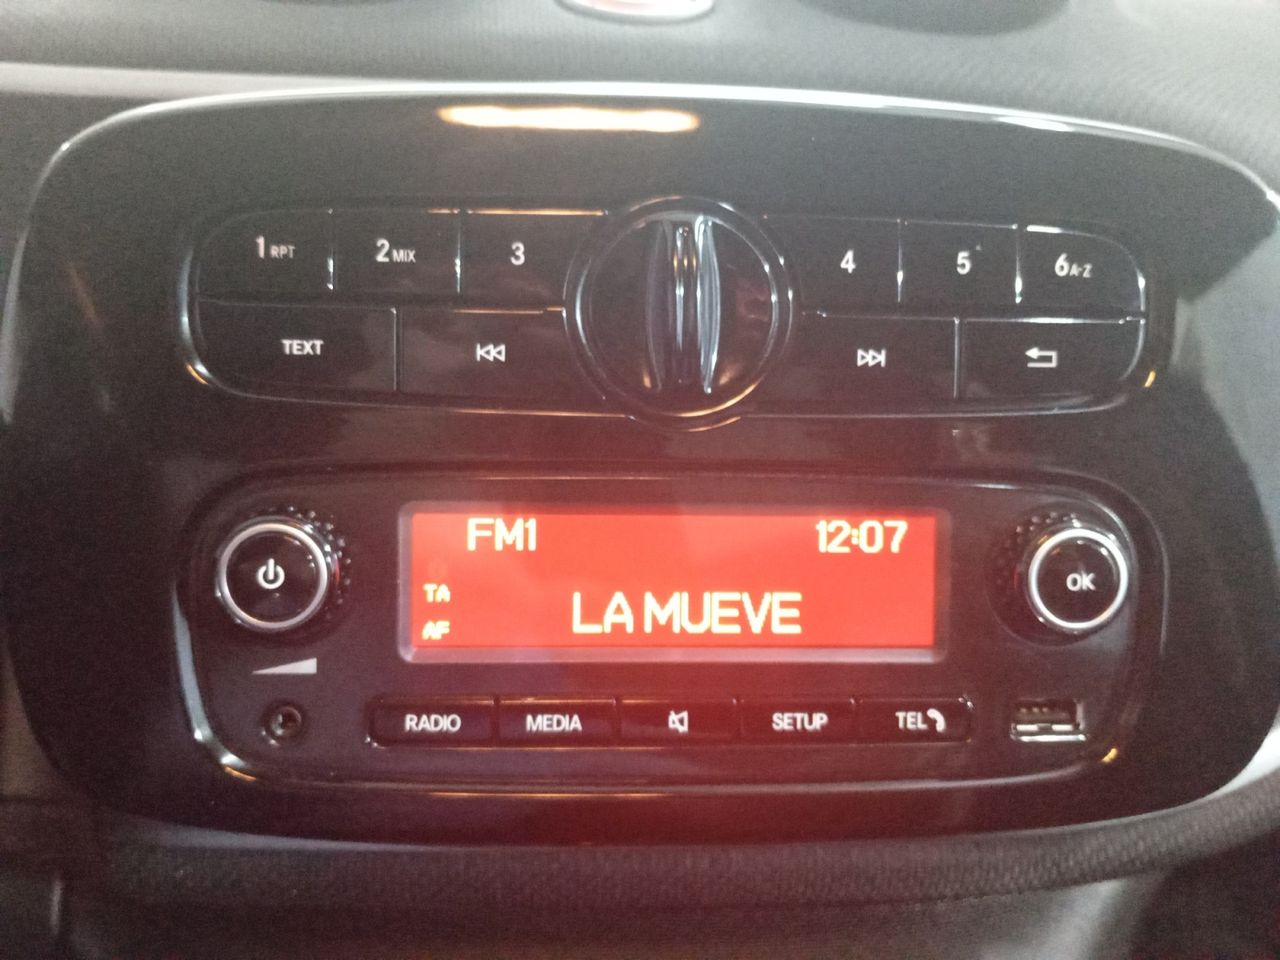 1 RPT
2 MIX
3
4
5
6 A-Z
TEXT
FM1
12:07
TA
LA MUEVE
AF
OK
RADIO
MEDIA
SETUP
TEL